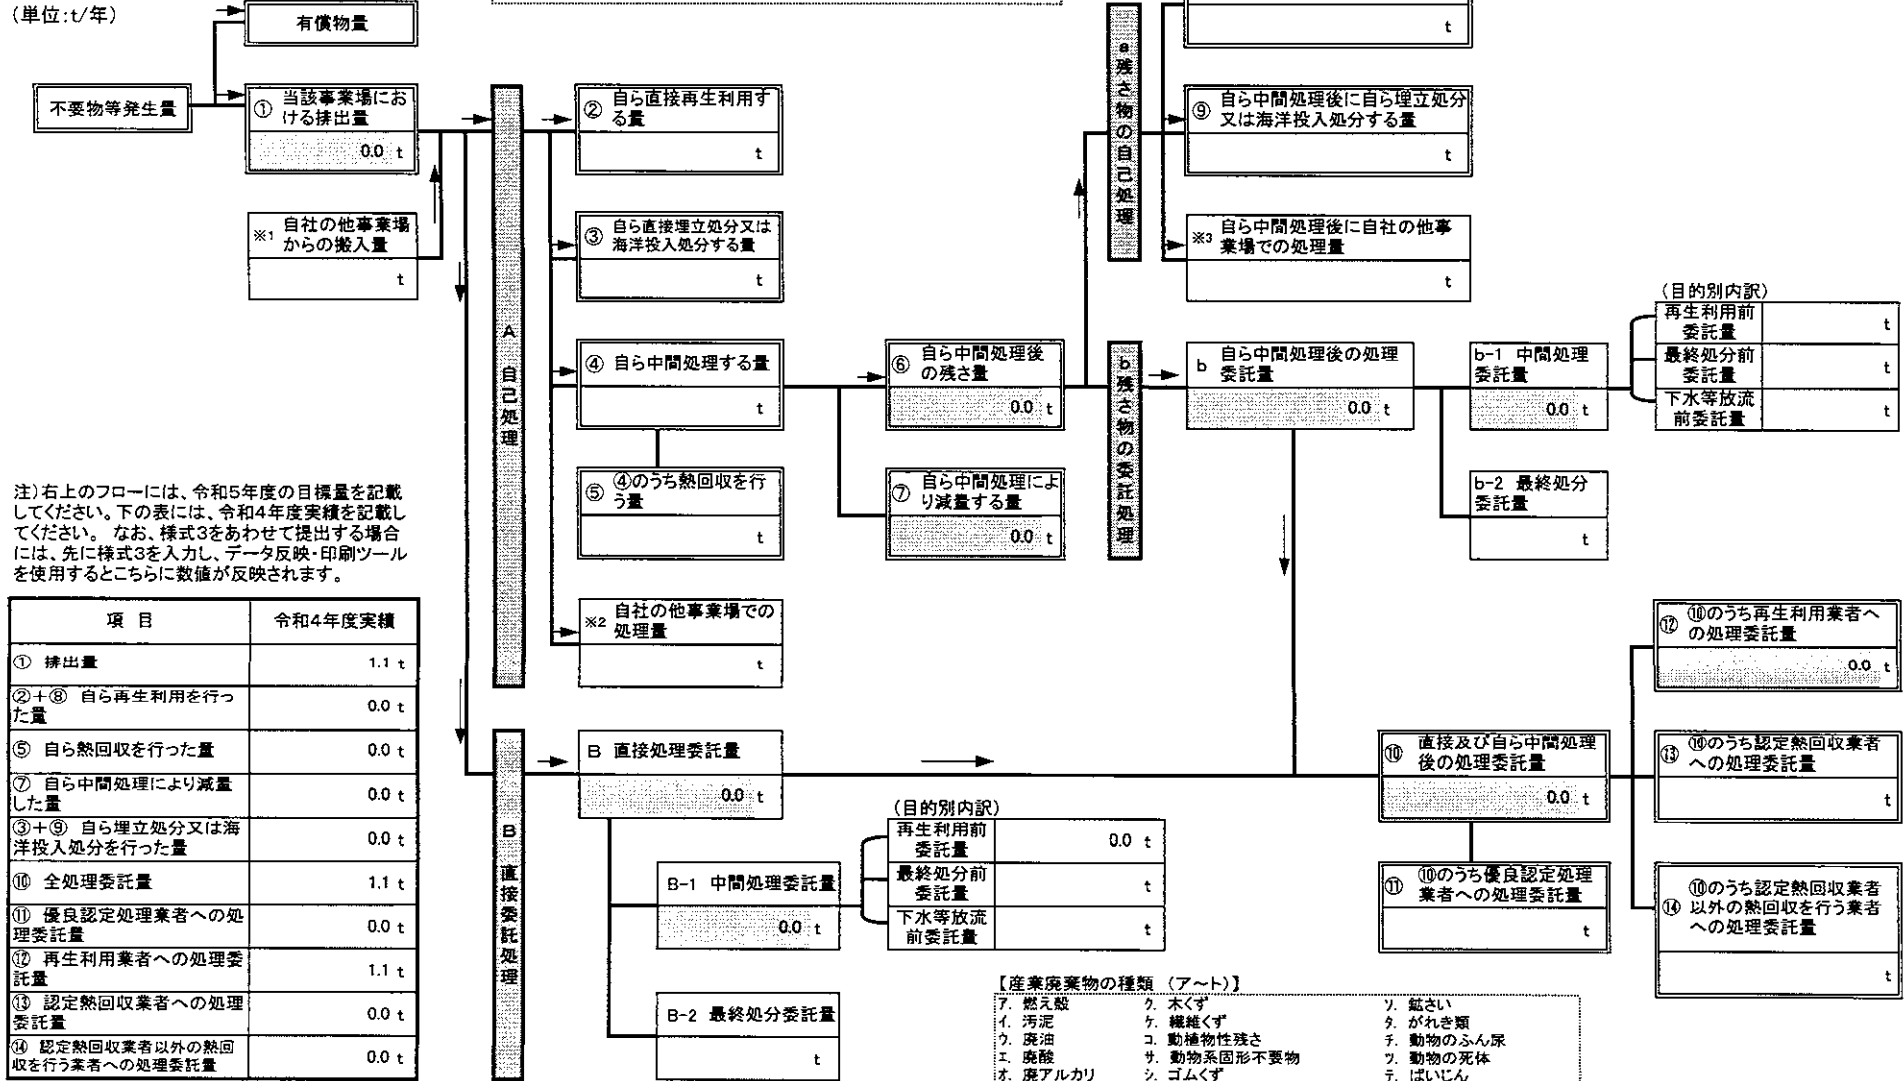 (単位:t/年)
有償物量
不要物等発生量
① 当該事業場にお
ける排出量
0.0 t
※1 自社の他事業場
からの搬入量
t
A 自己処理
② 自ら直接再生利用す
る量
t
③ 自ら直接埋立処分又は
海洋投入処分する量
t
④ 自ら中間処理する量
t
⑤ ④のうち熱回収を行
う量
t
※2 自社の他事業場での
処理量
t
⑥ 自ら中間処理後
の残さ量
0.0 t
⑦ 自ら中間処理によ
り減量する量
0.0 t
a 残さ物の自己処理
t
⑨ 自ら中間処理後に自ら埋立処分
又は海洋投入処分する量
t
※3 自ら中間処理後に自社の他事
業場での処理量
t
b 残さ物の委託処理
b 自ら中間処理後の処理
委託量
0.0 t
b-1 中間処理
委託量
0.0 t
(目的別内訳)
再生利用前
委託量
t
最終処分前
委託量
t
下水等放流
前委託量
t
b-2 最終処分
委託量
t
注)右上のフローには、令和5年度の目標量を記載
してください。下の表には、令和4年度実績を記載し
てください。 なお、様式3をあわせて提出する場合
には、先に様式3を入力し、データ反映・印刷ツール
を使用するとこちらに数値が反映されます。
項 目 令和4年度実績
① 排出量 1.1 t
②+⑧ 自ら再生利用を行っ
た量 0.0 t
⑤ 自ら熱回収を行った量 0.0 t
⑦ 自ら中間処理により減量
した量 0.0 t
③+⑨ 自ら埋立処分又は海
洋投入処分を行った量 0.0 t
⑩ 全処理委託量 1.1 t
⑪ 優良認定処理業者への処
理委託量 0.0 t
⑫ 再生利用業者への処理委
託量 1.1 t
⑬ 認定熱回収業者への処理
委託量 0.0 t
⑭ 認定熱回収業者以外の熱回
収を行う業者への処理委託量 0.0 t
B 直接委託処理
B 直接処理委託量
0.0 t
B-1 中間処理委託量
0.0 t
(目的別内訳)
再生利用前
委託量
0.0 t
最終処分前
委託量
t
下水等放流
前委託量
t
B-2 最終処分委託量
t
⑩ 直接及び自ら中間処理
後の処理委託量
0.0 t
⑪ ⑩のうち優良認定処理
業者への処理委託量
t
⑫ ⑩のうち再生利用業者へ
の処理委託量
0.0 t
⑬ ⑩のうち認定熱回収業者
への処理委託量
t
⑭ ⑩のうち認定熱回収業者
以外の熱回収を行う業者
への処理委託量
t
【産業廃棄物の種類 (ア~ト)】
ア. 燃え殻 ク. 木くず ソ. 鉱さい
イ. 汚泥 ケ. 繊維くず タ. がれき類
ウ. 廃油 コ. 動植物性残さ チ. 動物のふん尿
エ. 廃酸 サ. 動物系固形不要物 ツ. 動物の死体
オ. 廃アルカリ シ. ゴムくず テ. ばいじん